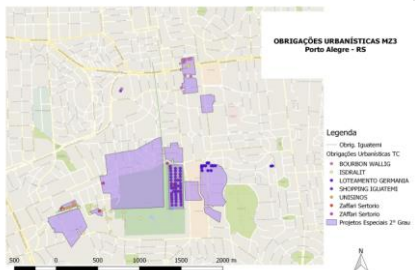 OBRIGAÇÕES URBANÍSTICAS MZ3
Porto Alegre - RS
Legenda
Obrig. Iguatemi
Obrigações Urbanísticas TC
BOURBON WALLIG
ISDRALIT
LOTEAMENTO GERMANIA
SHOPPING IGUATEMI
UNISINOS
Zaffari Sertorio
ZAffari Sertorio
Projetos Especiais 2° Grau
500 0 500 1000 1500 2000 m
N